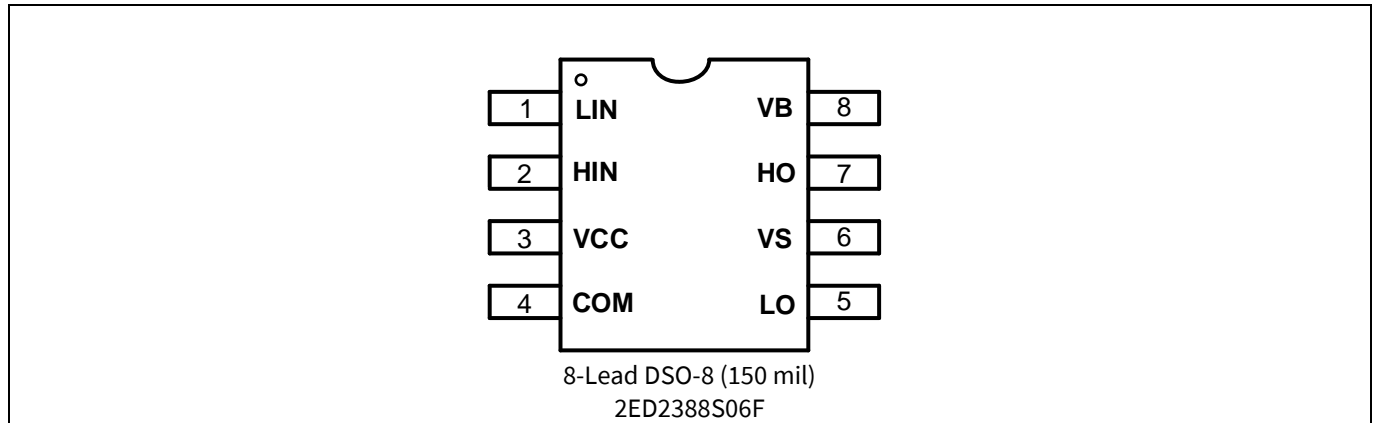 1 LIN VB 8
2 HIN HO 7
3 VCC VS 6
4 COM LO 5
8-Lead DSO-8 (150 mil)
2ED2388S06F